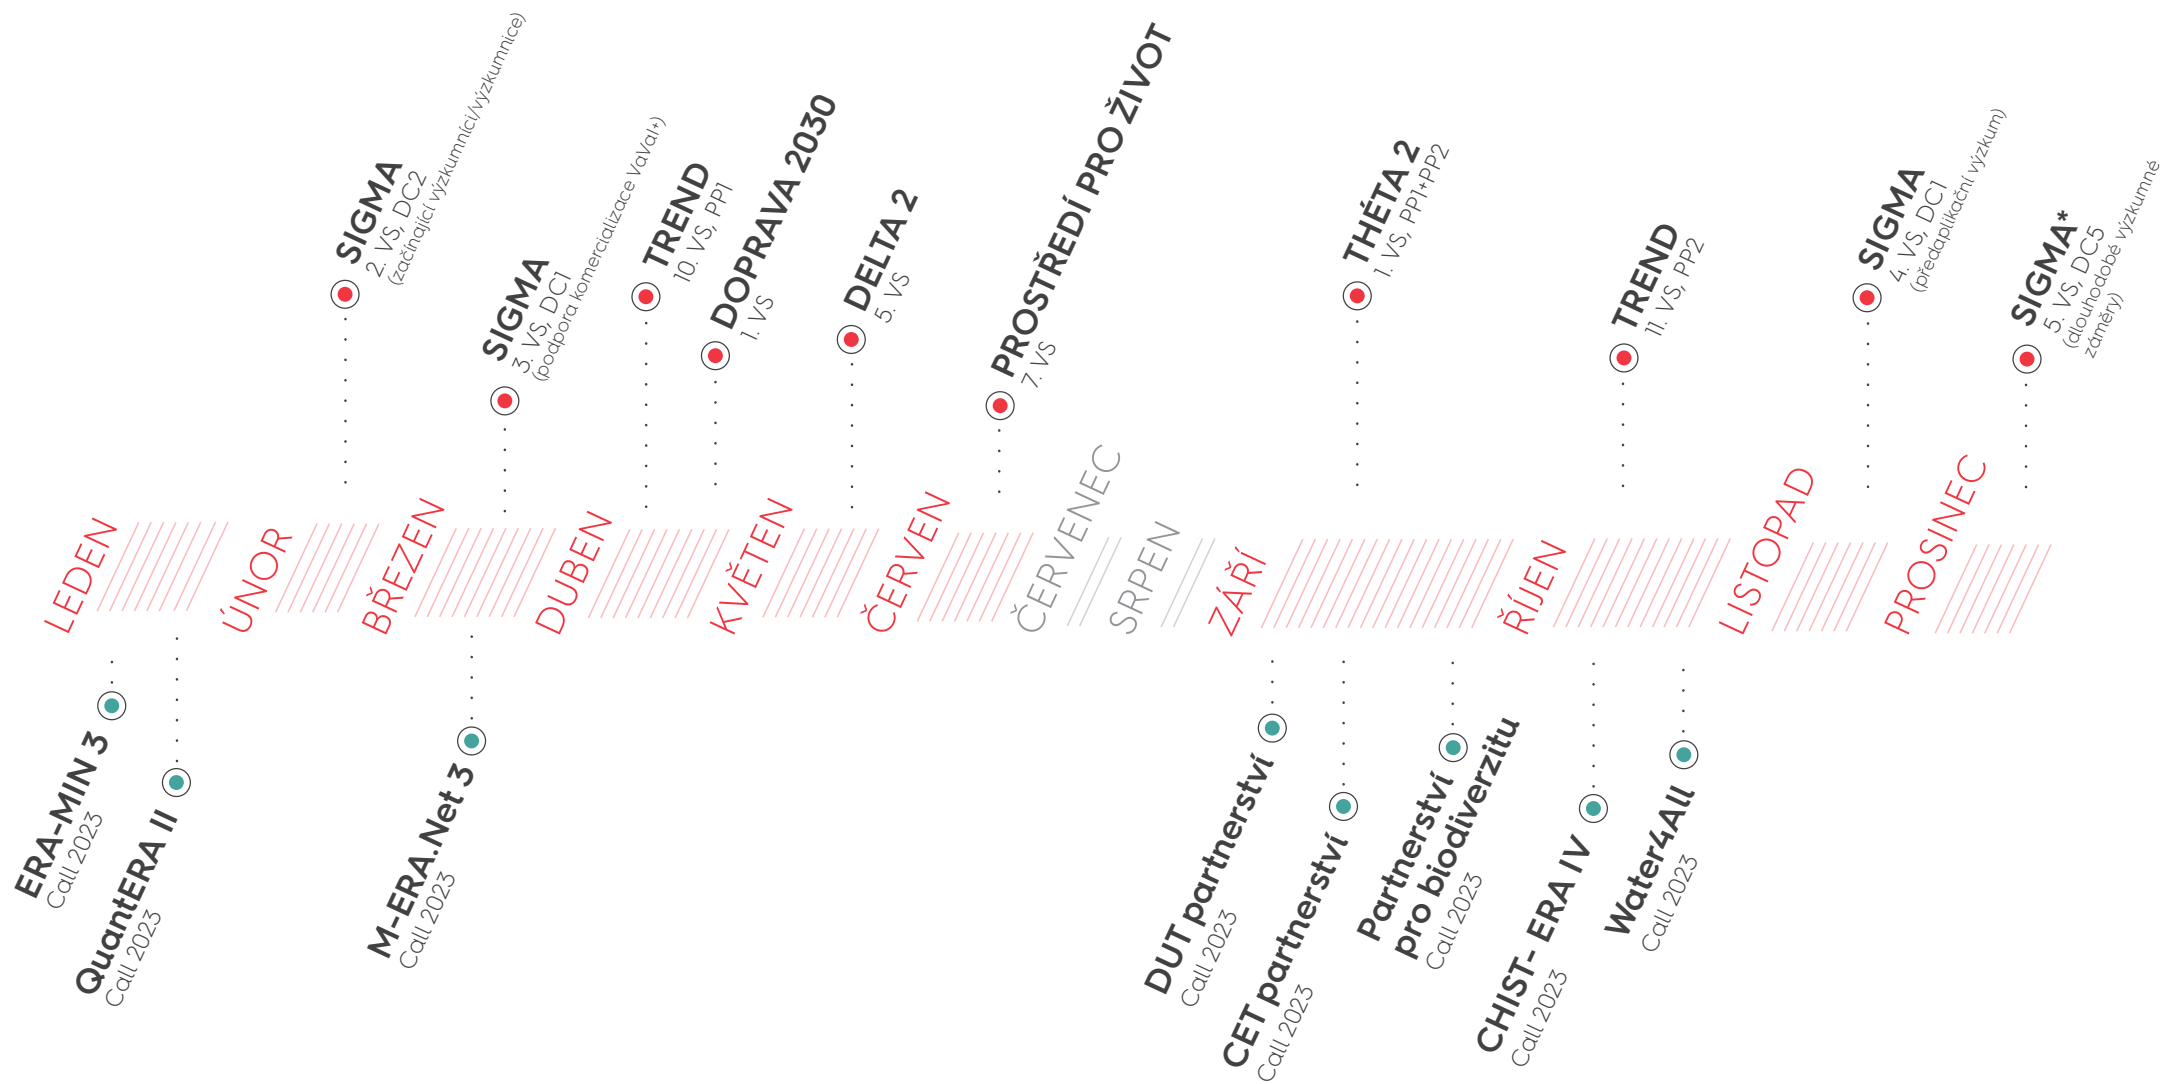 SIGMA
2. VS, DC2
(začínající výzkumníci/výzkumnice)
SIGMA
3. VS, DC1
(podpora komercializace VaVaI+)
TREND
10. VS, PP1
DOPRAVA 2030
1. VS
DELTA 2
5. VS
PROSTŘEDÍ PRO ŽIVOT
7. VS
THÉTA 2
1. VS, PP1+PP2
TREND
11. VS, PP2
SIGMA
4. VS, DC1
(předaplikační výzkum)
SIGMA*
5. VS, DC5
(dlouhodobé výzkumné
záměry)
LEDEN
ÚNOR
BŘEZEN
DUBEN
KVĚTEN
ČERVEN
ČERVENEC
SRPEN
ZÁŘÍ
ŘÍJEN
LISTOPAD
PROSINEC
ERA-MIN 3
Call 2023
QuantERA II
Call 2023
M-ERA.Net 3
Call 2023
DUT partnerství
Call 2023
CET partnerství
Call 2023
Partnerství
pro biodiverzitu
Call 2023
CHIST- ERA IV
Call 2023
Water4All
Call 2023